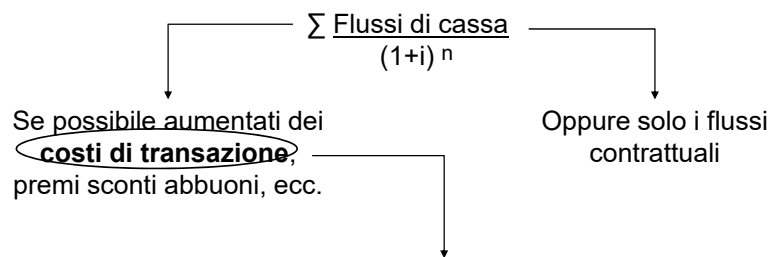 ∑ Flussi di cassa
(1+i) n
Se possibile aumentati dei
costi di transazione,
premi sconti abbuoni, ecc.
Oppure solo i flussi
contrattuali